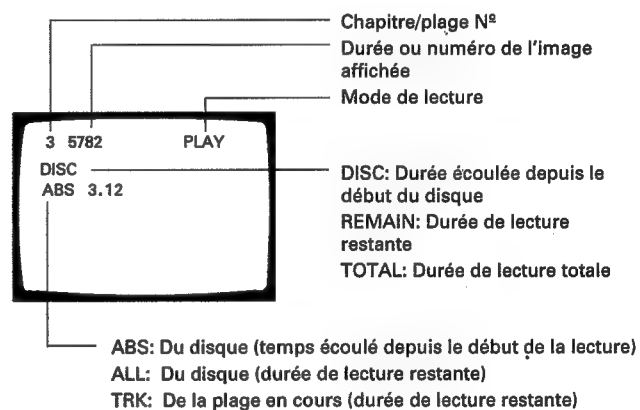 Chapitre/plage Nº
Durée ou numéro de l'image
affichée
Mode de lecture
3 5782 PLAY
DISC
ABS 3.12
DISC: Durée écoulée depuis le
début du disque
REMAIN: Durée de lecture
restante
TOTAL: Durée de lecture totale
ABS: Du disque (temps écoulé depuis le début de la lecture)
ALL: Du disque (durée de lecture restante)
TRK: De la plage en cours (durée de lecture restante)